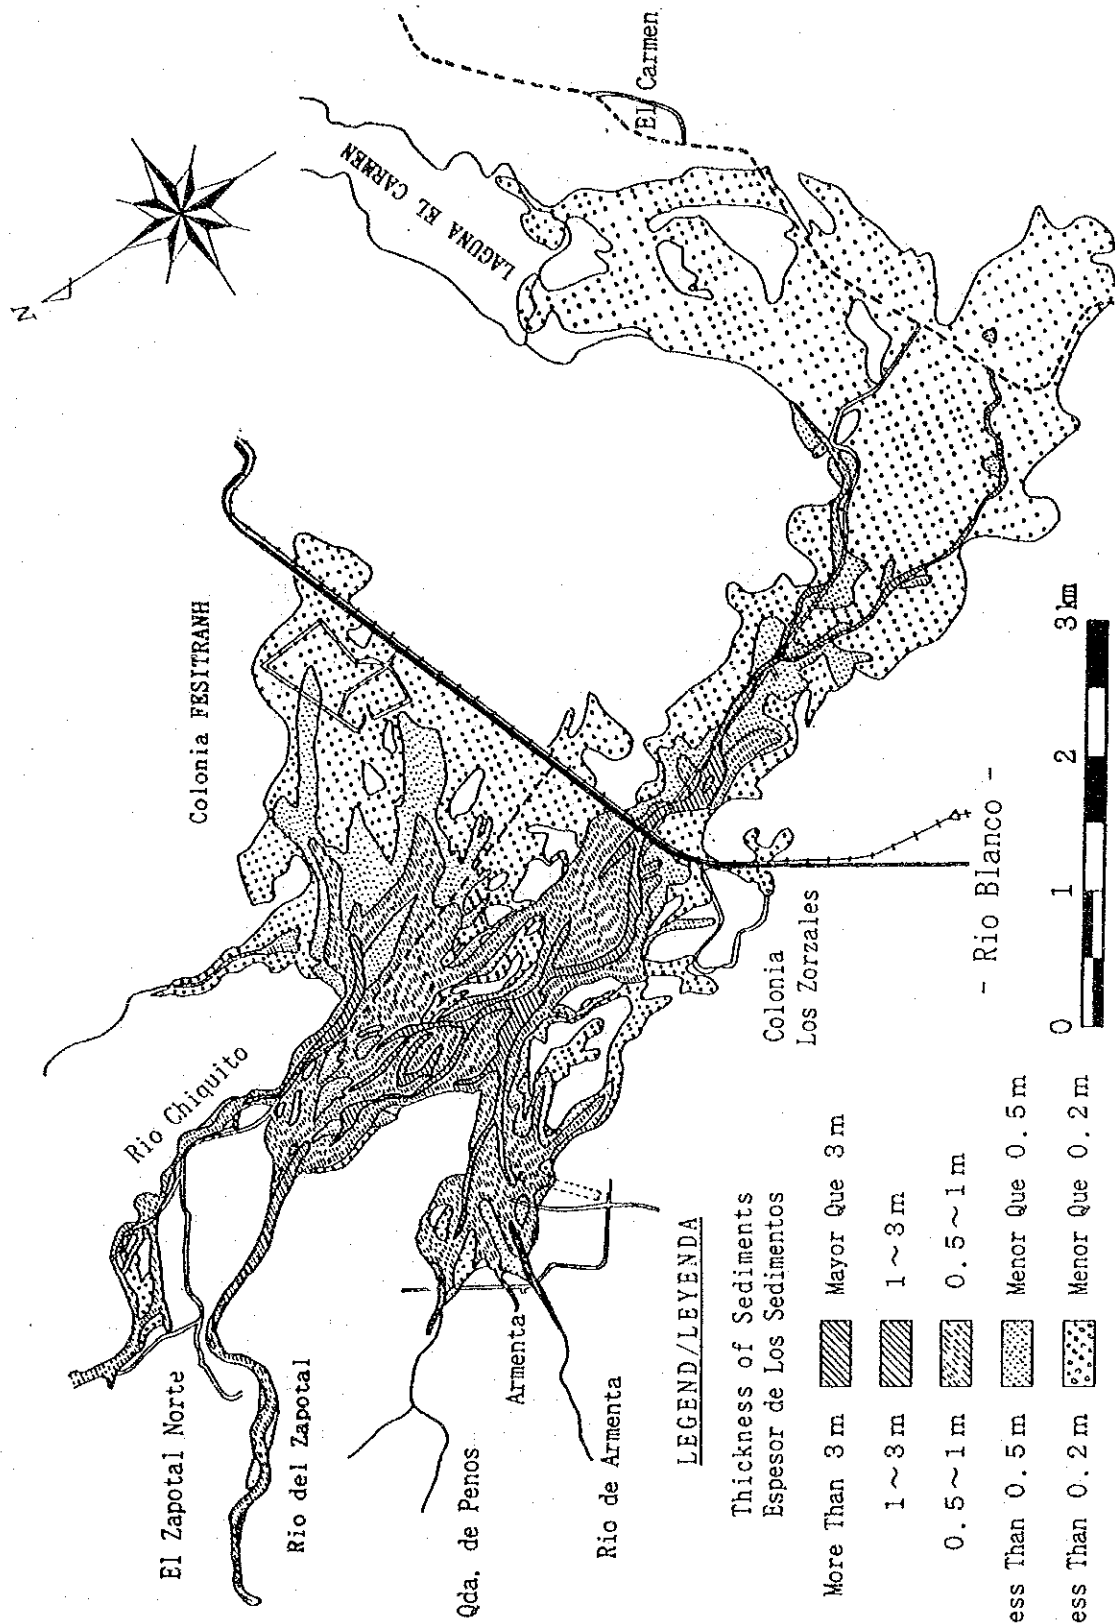 N
El Carmen
LAGUNA EL CARMEN
Colonia FESITRANH
Rio Chiquito
El Zapotal Norte
Rio del Zapotal
Qda. de Penos
Armenta
Rio de Armenta
Colonia
Los Zorzales
- Rio Blanco -
0 1 2 3 km
LEGEND/LEYENDA
Thickness of Sediments
Espesor de Los Sedimentos
More Than 3 m Mayor Que 3 m
1~3 m 1~3 m
0.5~1 m 0.5~1 m
ess Than 0.5 m Menor Que 0.5 m
ess Than 0.2 m Menor Que 0.2 m